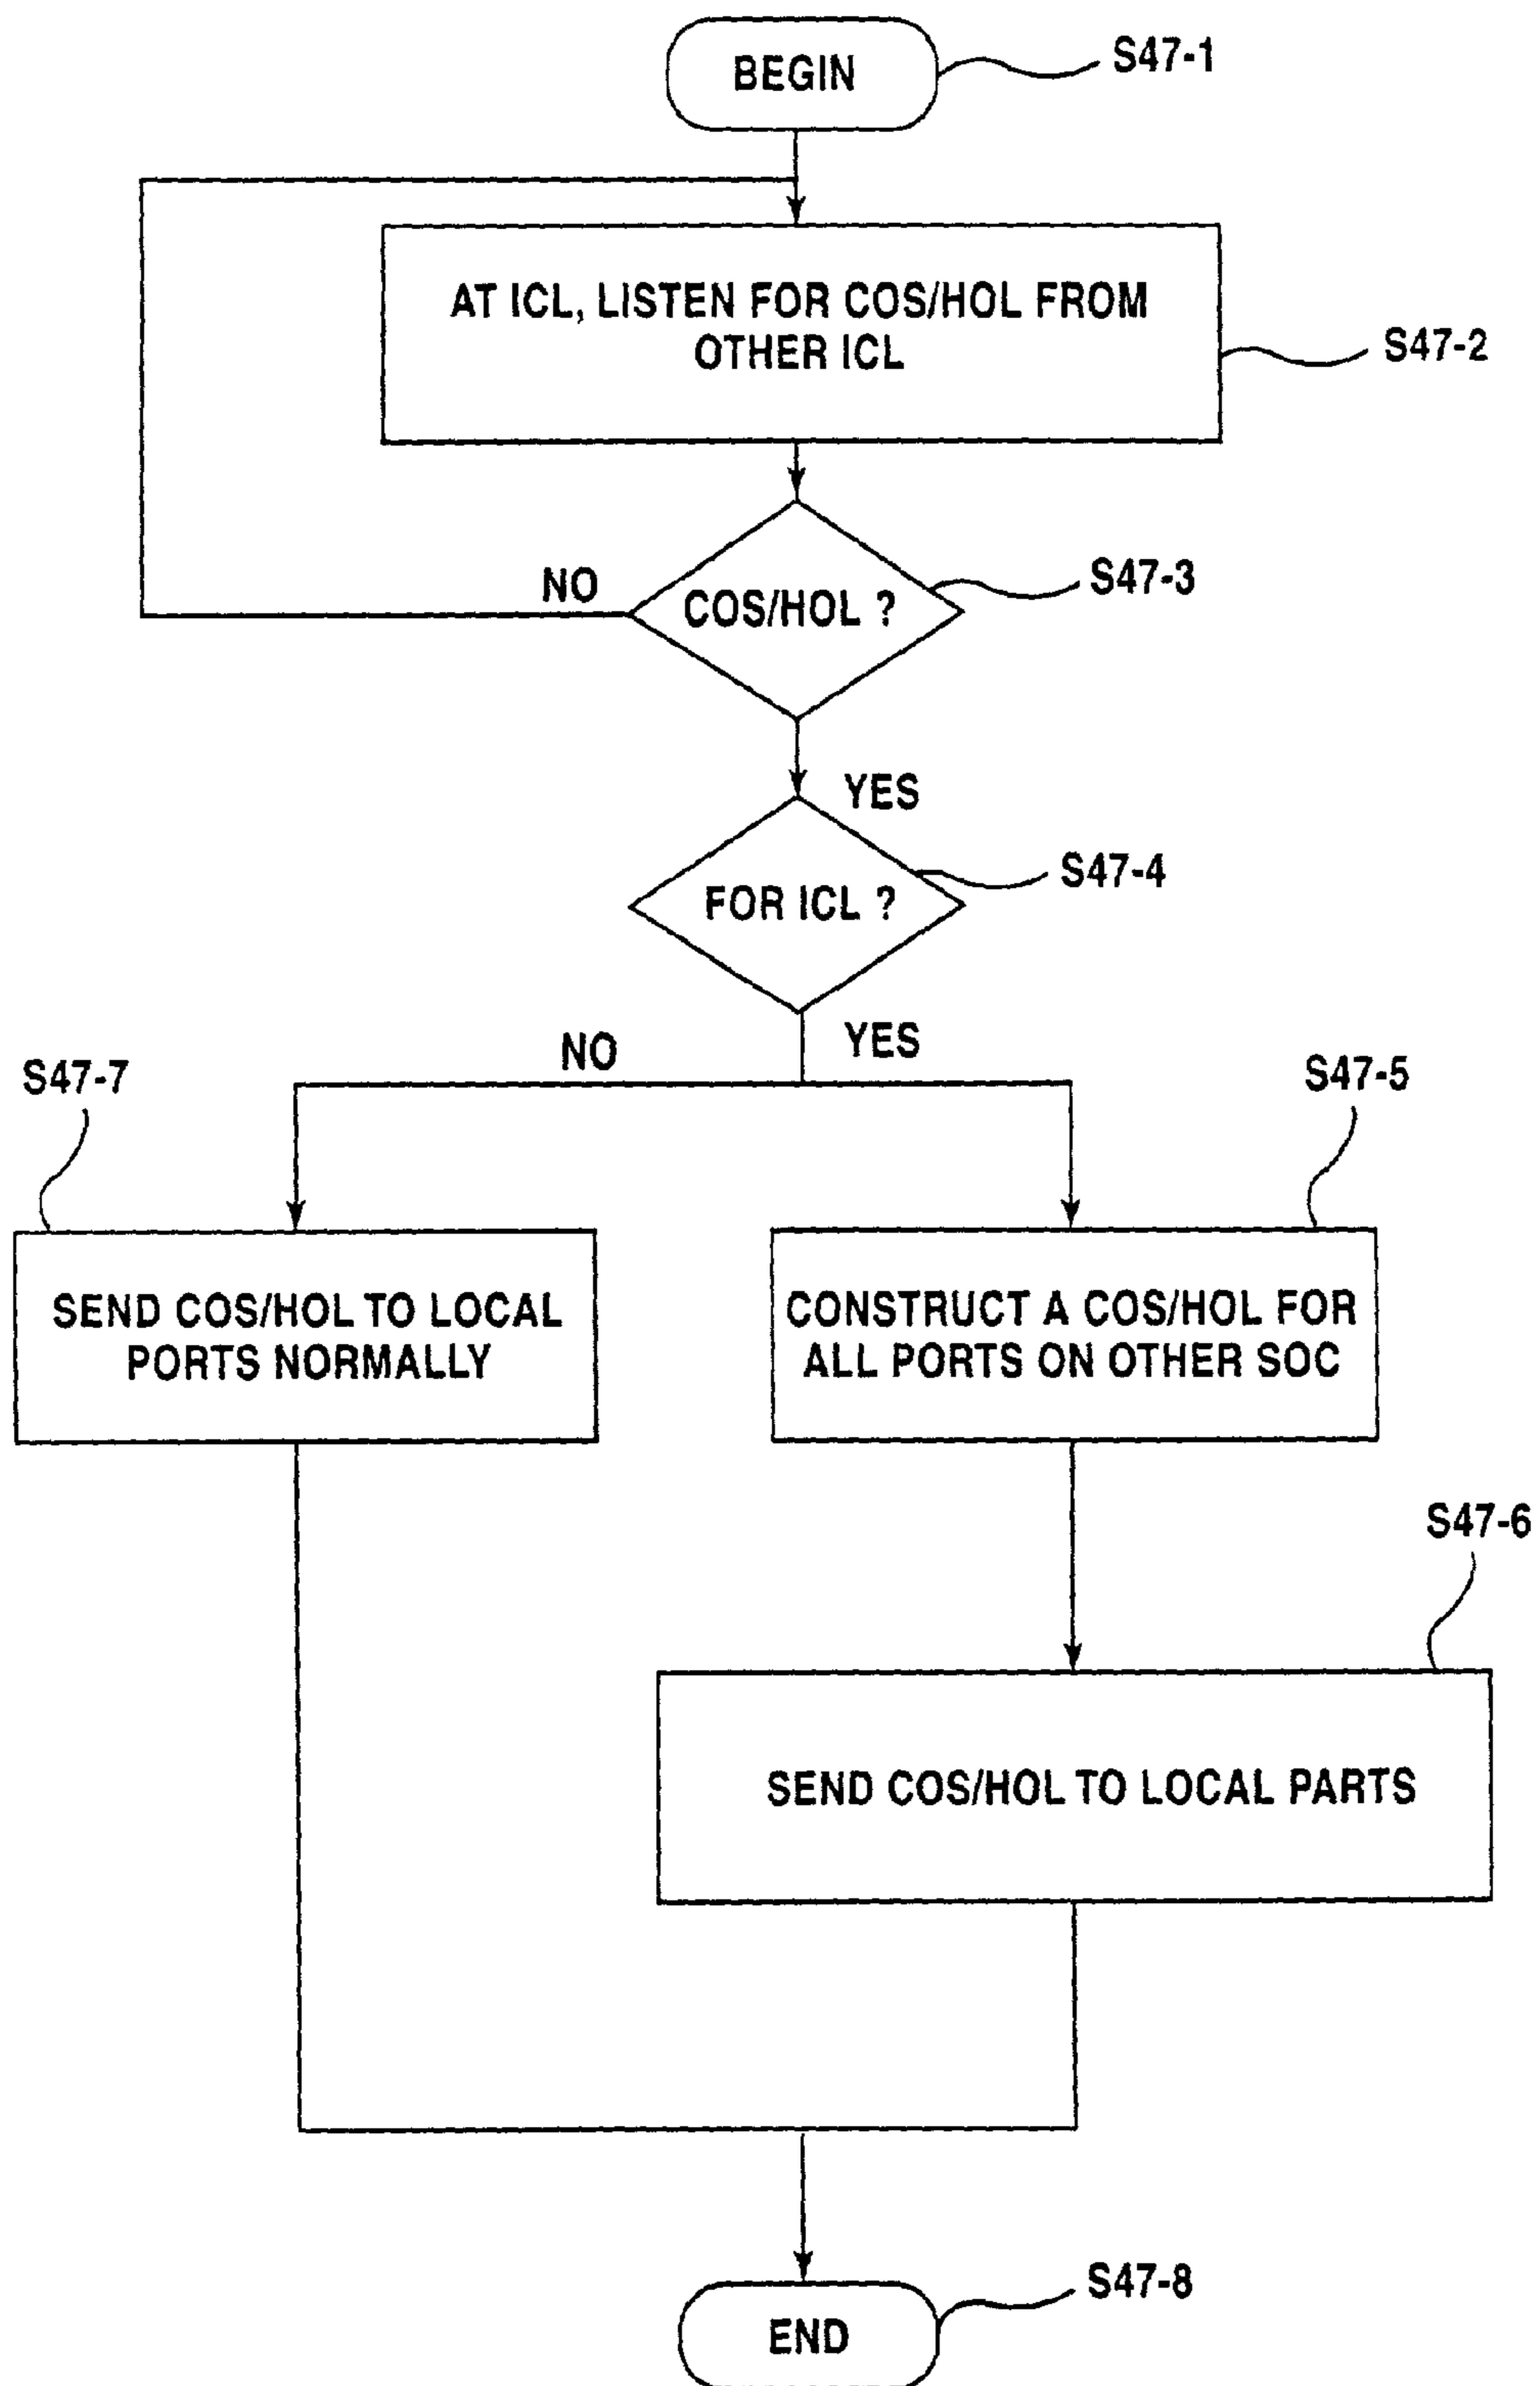 BEGIN
S47-1
AT ICL, LISTEN FOR COS/HOL FROM
OTHER ICL
S47-2
NO
COS/HOL ?
S47-3
YES
FOR ICL ?
S47-4
NO
YES
S47-7
S47-5
SEND COS/HOL TO LOCAL
PORTS NORMALLY
CONSTRUCT A COS/HOL FOR
ALL PORTS ON OTHER SOC
S47-6
SEND COS/HOL TO LOCAL PARTS
END
S47-8